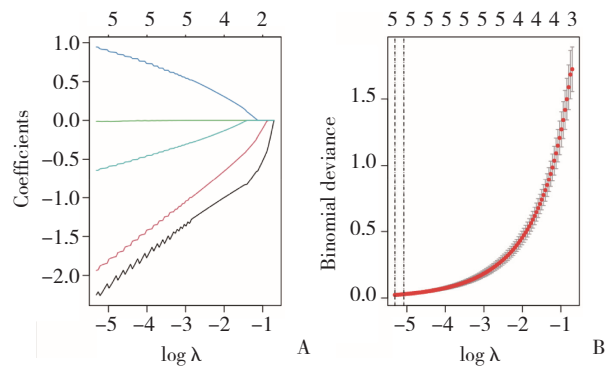 5 5 5 4 2
1.0
0.5
0.0
−0.5
−1.0
−1.5
−2.0
Coefficients
−5 −4 −3 −2 −1
log λ
A
5 5 5 5 5 5 5 4 4 4 3
1.5
1.0
0.5
0.0
Binomial deviance
−5 −4 −3 −2 −1
log λ
B